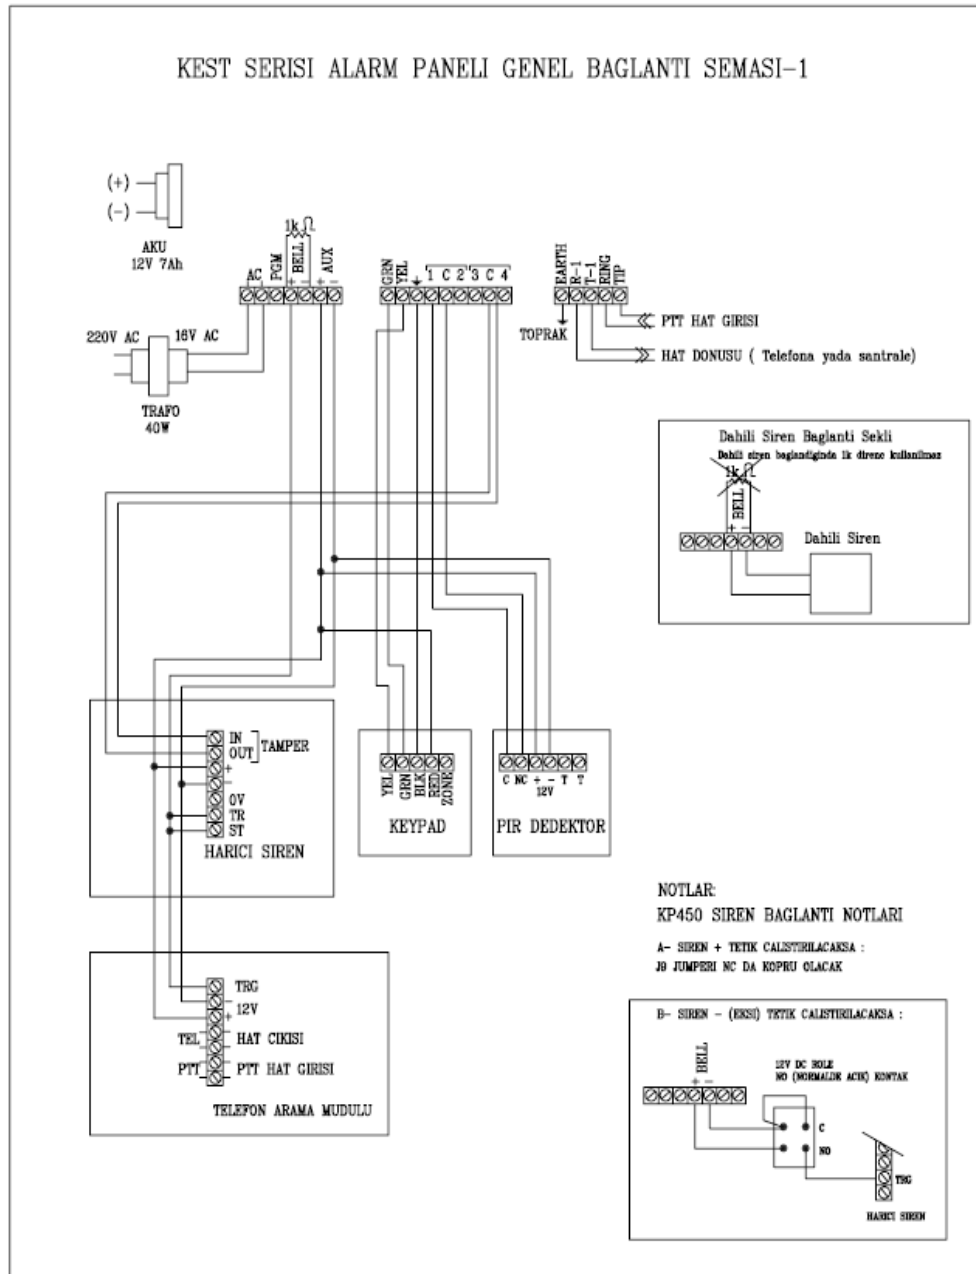 KEST SERISI ALARM PANELI GENEL BAGLANTI SEMASI-1
(+)
(-)
AKU
12V 7Ah
AC
PGM
1k Ω
+ BELL -
+ AUX -
GRN
YEL
1 C 2 3 C 4
EARTH
R-1
T-1
RING
TIP
TOPRAK
PTT HAT GIRISI
HAT DONUSU ( Telefona yada santrale)
220V AC
16V AC
TRAFO
40W
Dahili Siren Baglanti Sekli
Dahili siren baglandiginda 1k direnc kullanilmaz
1k Ω
+ BELL -
Dahili Siren
IN
OUT
TAMPER
+
-
0V
TR
ST
HARICI SIREN
YEL
GRN
BLK
RED
ZONE
KEYPAD
C NC + - T T
12V
PIR DEDEKTOR
TRG
-
12V
+
TEL
HAT CIKISI
PTT
PTT HAT GIRISI
TELEFON ARAMA MUDULU
NOTLAR:
KP450 SIREN BAGLANTI NOTLARI
A- SIREN + TETIK CALISTIRILACAKSA :
J9 JUMPERI NC DA KOPRU OLACAK
B- SIREN - (EKSI) TETIK CALISTIRILACAKSA :
+ BELL -
12V DC ROLE
NO (NORMALDE ACIK) KONTAK
C
NO
TRG
HARICI SIREN